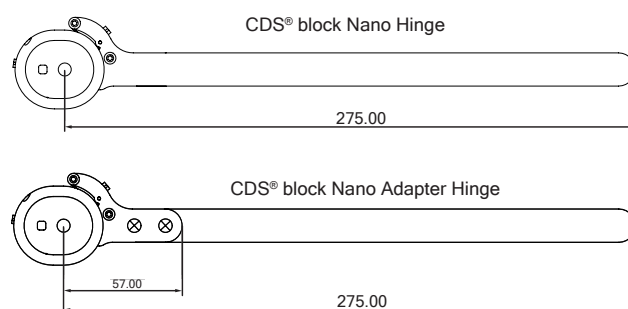 CDS® block Nano Hinge
275.00
CDS® block Nano Adapter Hinge
57.00
275.00